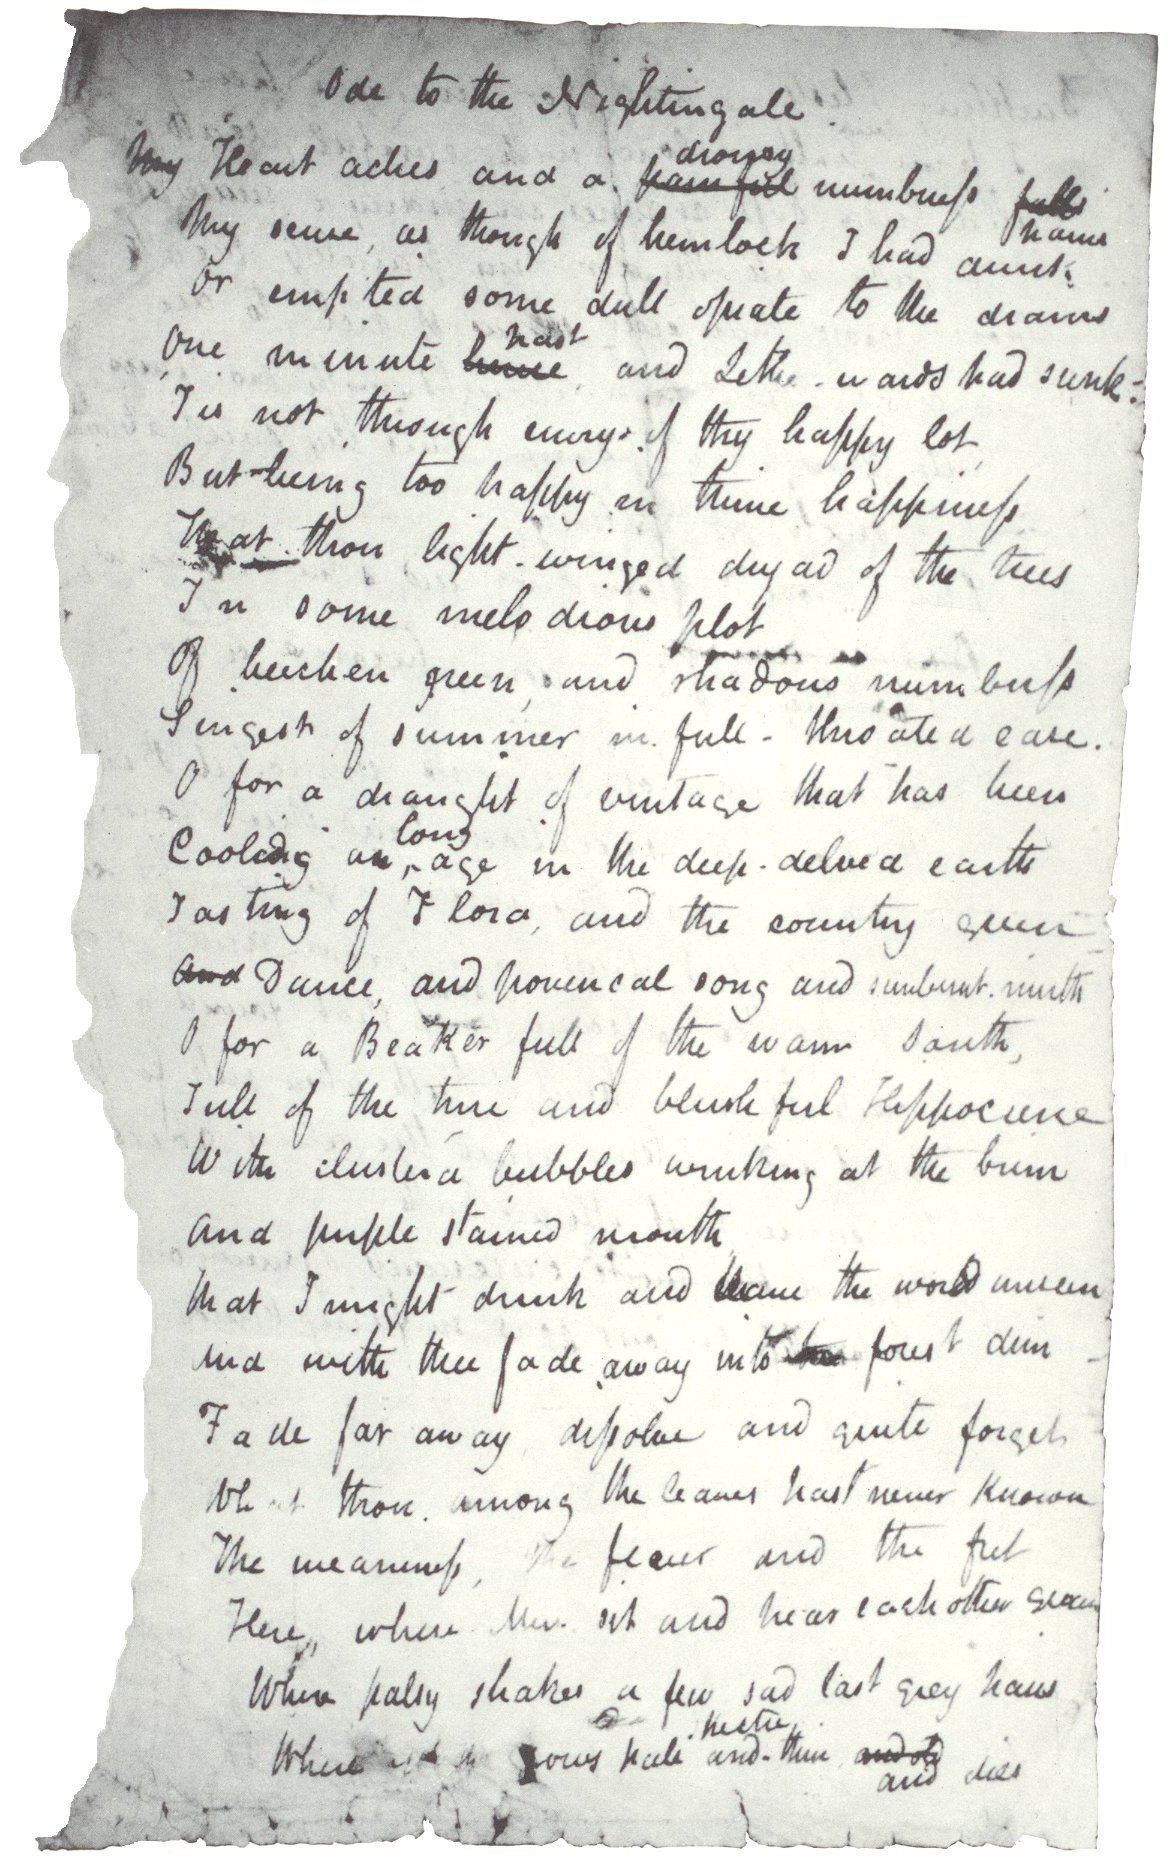 Ode to the Nightingale.
My Heart aches and a painful drowsy numbness falls pains
My sense, as though of hemlock I had drunk.
Or emptied some dull opiate to the drains
One minute hence past and Lethe-wards had sunk-
Tis not through envy of thy happy lot
But being too happy in thine happiness
That thou light-winged dryad of the trees
In some melodious plot
Of beechen green, and shadows numberless
Singest of summer in full-throated ease.
O for a draught of vintage that has been
Cooling an long age in the deep-delved earth
Tasting of Flora, and the country green
and Dance, and provencal song and sunburnt mirth
O for a Beaker full of the warm South,
Full of the true and blushful Hippocrene
With cluster'd bubbles winking at the brim
And purple stained mouth
That I might drink and leave the world unseen
And with thee fade away into the forest dim -
Fade far away, dissolve and quite forget
What thou among the leaves hast never known
The weariness, the fever and the fret
Here, where Men sit and hear each other groan
Where palsy shakes a few sad last grey hairs
Where grows pale and spectre thin and old and dies